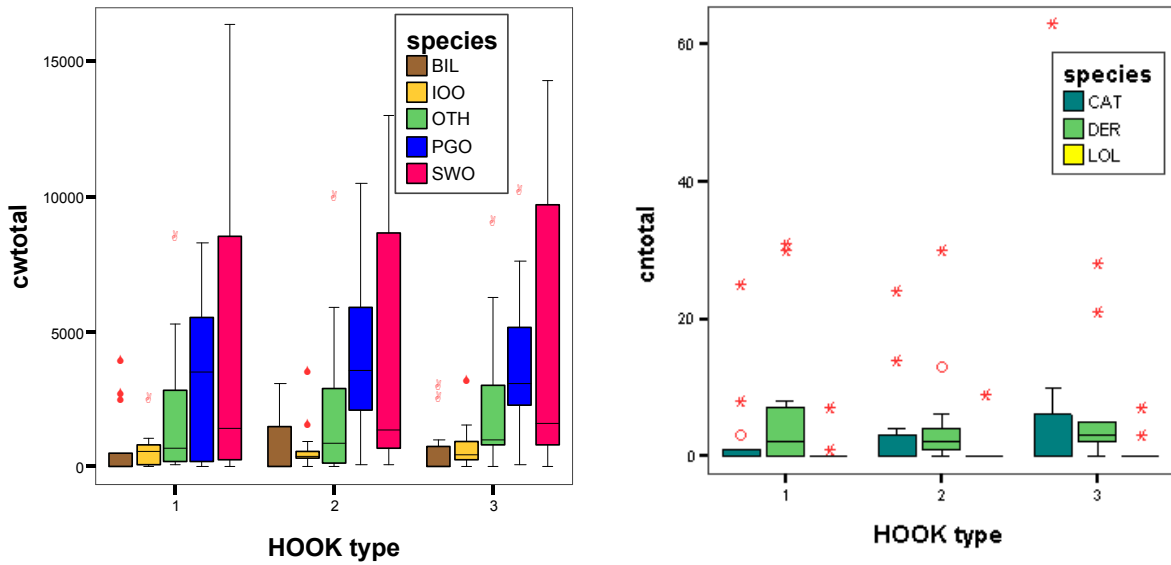 species
BIL
IOO
OTH
PGO
SWO
15000
10000
5000
0
cwtotal
1
2
3
HOOK type
species
CAT
DER
LOL
60
40
20
0
cntotal
1
2
3
HOOK type